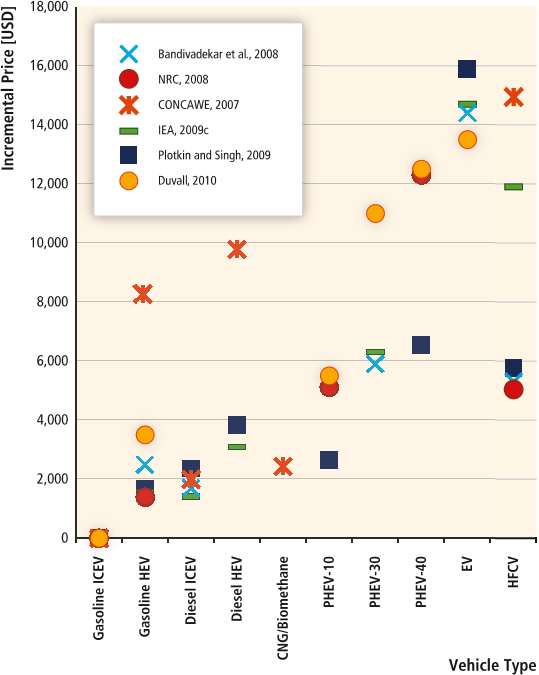 Incremental Price [USD]
18,000
16,000
14,000
12,000
10,000
8,000
6,000
4,000
2,000
0
Bandivadekar et al., 2008
NRC, 2008
CONCAWE, 2007
IEA, 2009c
Plotkin and Singh, 2009
Duvall, 2010
Gasoline ICEV
Gasoline HEV
Diesel ICEV
Diesel HEV
CNG/Biomethane
PHEV-10
PHEV-30
PHEV-40
EV
HFCV
Vehicle Type